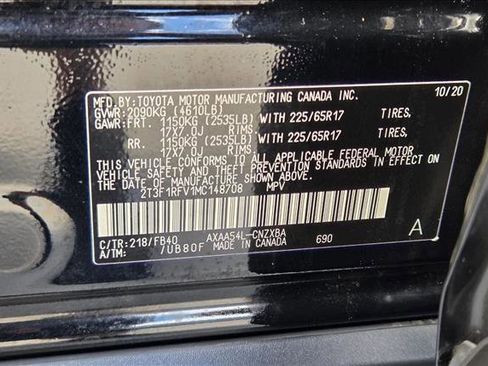 MFD. BY: TOYOTA MOTOR MANUFACTURING CANADA INC. 10/20
GVWR: 2090KG (4610LB)
GAWR: FRT. 1150KG (2535LB) WITH 225/65R17 TIRES,
17X7.0J RIMS,
RR. 1150KG (2535LB) WITH 225/65R17 TIRES,
17X7.0J RIMS,
THIS VEHICLE CONFORMS TO ALL APPLICABLE FEDERAL MOTOR
VEHICLE SAFETY AND THEFT PREVENTION STANDARDS IN EFFECT
ON THE DATE OF MANUFACTURE SHOWN ABOVE.
2T3F1RFV1MC148708 MPV
C/TR: 218/FB40 AXAA54L-CNZXBA
A/TM: /UB80F MADE IN CANADA 690 A